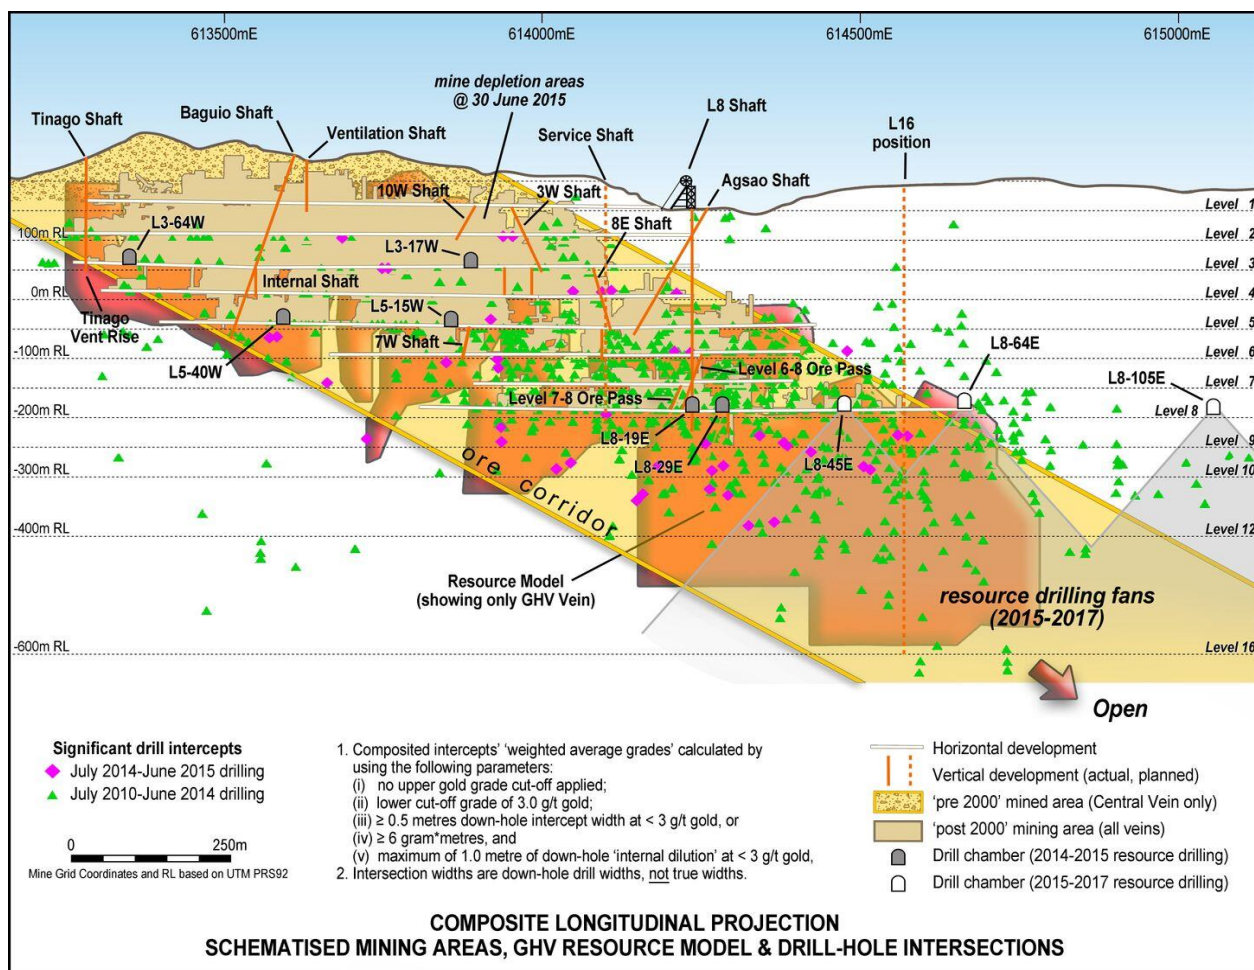 613500mE
614000mE
614500mE
615000mE
mine depletion areas
@ 30 June 2015
Tinago Shaft
Baguio Shaft
Ventilation Shaft
Service Shaft
L8 Shaft
L16
position
Agsao Shaft
10W Shaft
3W Shaft
8E Shaft
L3-64W
L3-17W
Level 1
Level 2
100m RL
Level 3
Internal Shaft
0m RL
Level 4
Tinago
Vent Rise
L5-15W
Level 5
7W Shaft
L5-40W
-100m RL
Level 6
L8-64E
Level 6-8 Ore Pass
Level 7
L8-105E
Level 7-8 Ore Pass
-200m RL
Level 8
L8-19E
L8-29E
L8-45E
Level 9
ore corridor
-300m RL
Level 10
-400m RL
Level 12
Resource Model
(showing only GHV Vein)
resource drilling fans
(2015-2017)
-600m RL
Level 16
Open
Significant drill intercepts
July 2014-June 2015 drilling
July 2010-June 2014 drilling
0
250m
Mine Grid Coordinates and RL based on UTM PRS92
1. Composited intercepts' 'weighted average grades' calculated by
using the following parameters:
(i) no upper gold grade cut-off applied;
(ii) lower cut-off grade of 3.0 g/t gold;
(iii) ≥ 0.5 metres down-hole intercept width at < 3 g/t gold, or
(iv) ≥ 6 gram*metres, and
(v) maximum of 1.0 metre of down-hole 'internal dilution' at < 3 g/t gold,
2. Intersection widths are down-hole drill widths, not true widths.
Horizontal development
Vertical development (actual, planned)
'pre 2000' mined area (Central Vein only)
'post 2000' mining area (all veins)
Drill chamber (2014-2015 resource drilling)
Drill chamber (2015-2017 resource drilling)
COMPOSITE LONGITUDINAL PROJECTION
SCHEMATISED MINING AREAS, GHV RESOURCE MODEL & DRILL-HOLE INTERSECTIONS